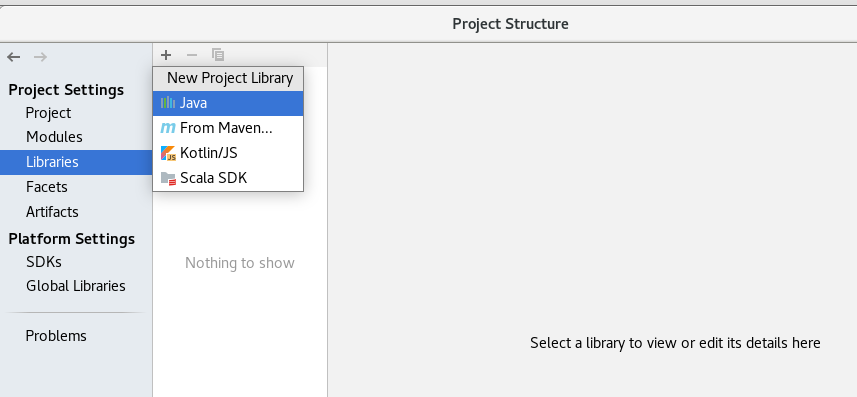 Project Structure
Project Settings
Project
Modules
Libraries
Facets
Artifacts
Platform Settings
SDKs
Global Libraries
Problems
New Project Library
Java
m From Maven...
JS Kotlin/JS
Scala SDK
Nothing to show
Select a library to view or edit its details here